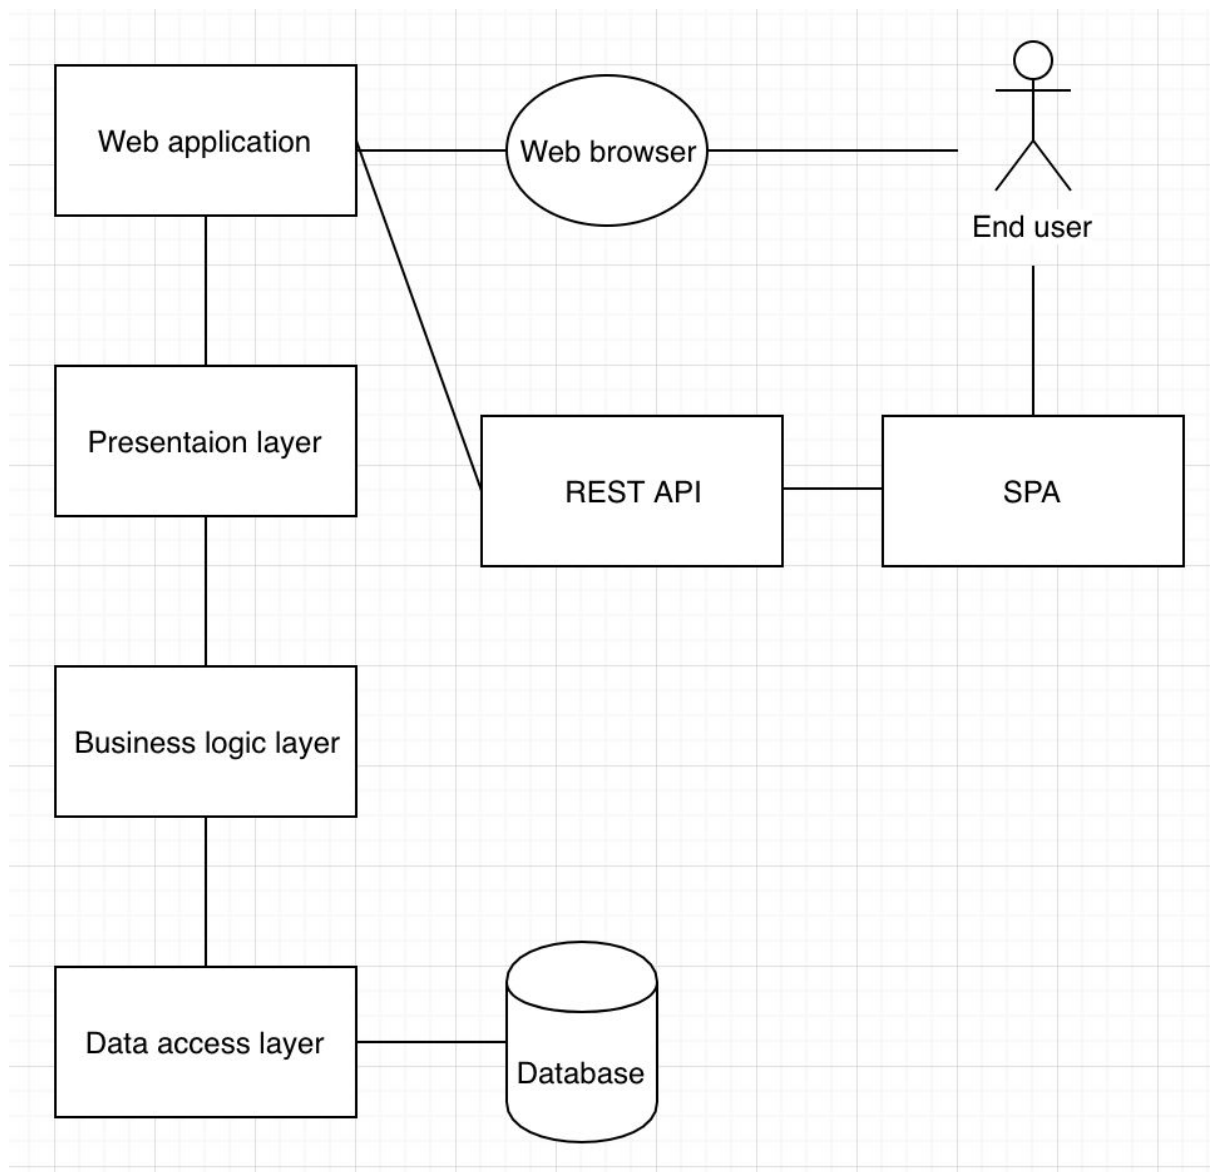 Web application
Web browser
End user
Presentaion layer
REST API
SPA
Business logic layer
Data access layer
Database